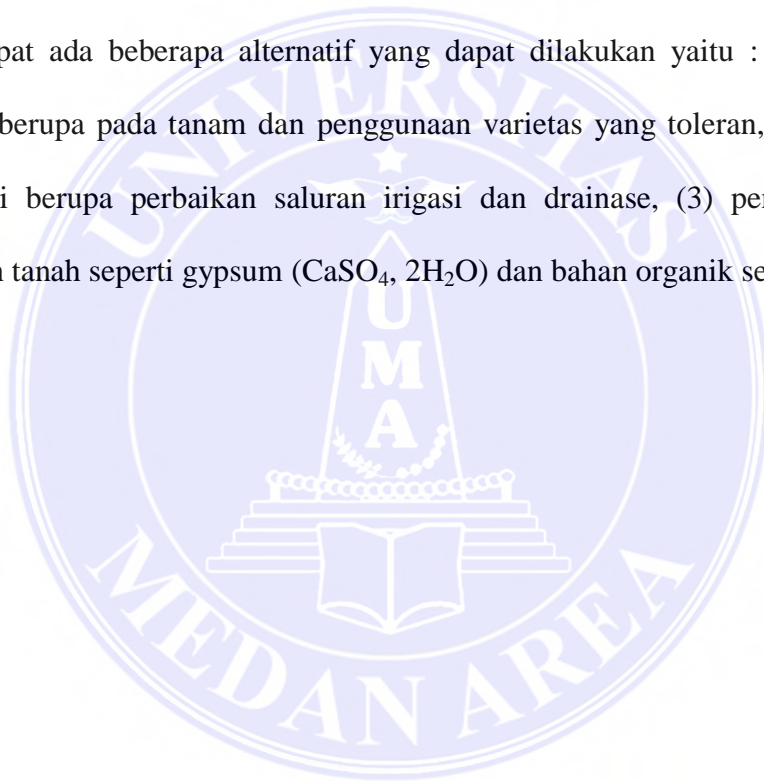 pat ada beberapa alternatif yang dapat dilakukan yaitu :
berupa pada tanam dan penggunaan varietas yang toleran,
i berupa perbaikan saluran irigasi dan drainase, (3) per
n tanah seperti gypsum (CaSO₄, 2H₂O) dan bahan organik se
UNIVERSITAS
U
M
A
MEDAN AREA